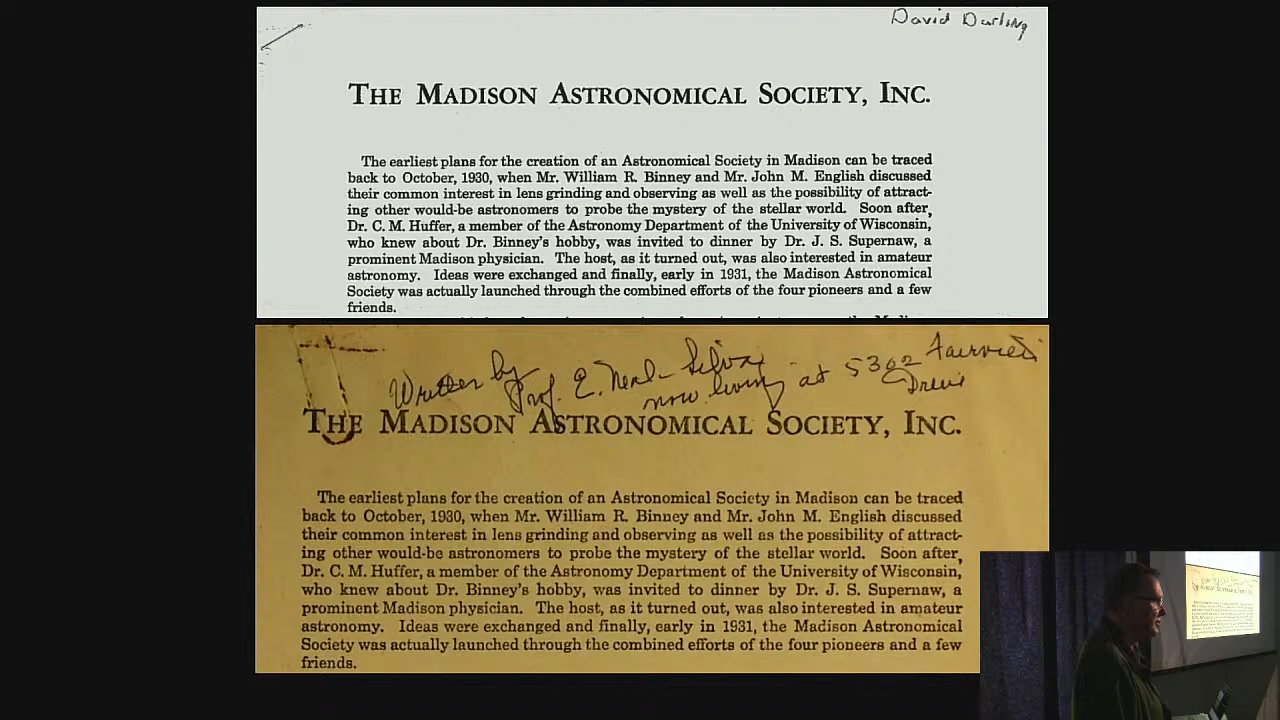 David Darling
THE MADISON ASTRONOMICAL SOCIETY, INC.
The earliest plans for the creation of an Astronomical Society in Madison can be traced
back to October, 1930, when Mr. William R. Binney and Mr. John M. English discussed
their common interest in lens grinding and observing as well as the possibility of attract-
ing other would-be astronomers to probe the mystery of the stellar world. Soon after,
Dr. C. M. Huffer, a member of the Astronomy Department of the University of Wisconsin,
who knew about Dr. Binney's hobby, was invited to dinner by Dr. J. S. Supernaw, a
prominent Madison physician. The host, as it turned out, was also interested in amateur
astronomy. Ideas were exchanged and finally, early in 1931, the Madison Astronomical
Society was actually launched through the combined efforts of the four pioneers and a few
friends.
Written by
Prof. E. Neal-Silva
now living at 5302
Drive
THE MADISON ASTRONOMICAL SOCIETY, INC.
The earliest plans for the creation of an Astronomical Society in Madison can be traced
back to October, 1930, when Mr. William R. Binney and Mr. John M. English discussed
their common interest in lens grinding and observing as well as the possibility of attract-
ing other would-be astronomers to probe the mystery of the stellar world. Soon after,
Dr. C. M. Huffer, a member of the Astronomy Department of the University of Wisconsin,
who knew about Dr. Binney's hobby, was invited to dinner by Dr. J. S. Supernaw, a
prominent Madison physician. The host, as it turned out, was also interested in amateur
astronomy. Ideas were exchanged and finally, early in 1931, the Madison Astronomical
Society was actually launched through the combined efforts of the four pioneers and a few
friends.